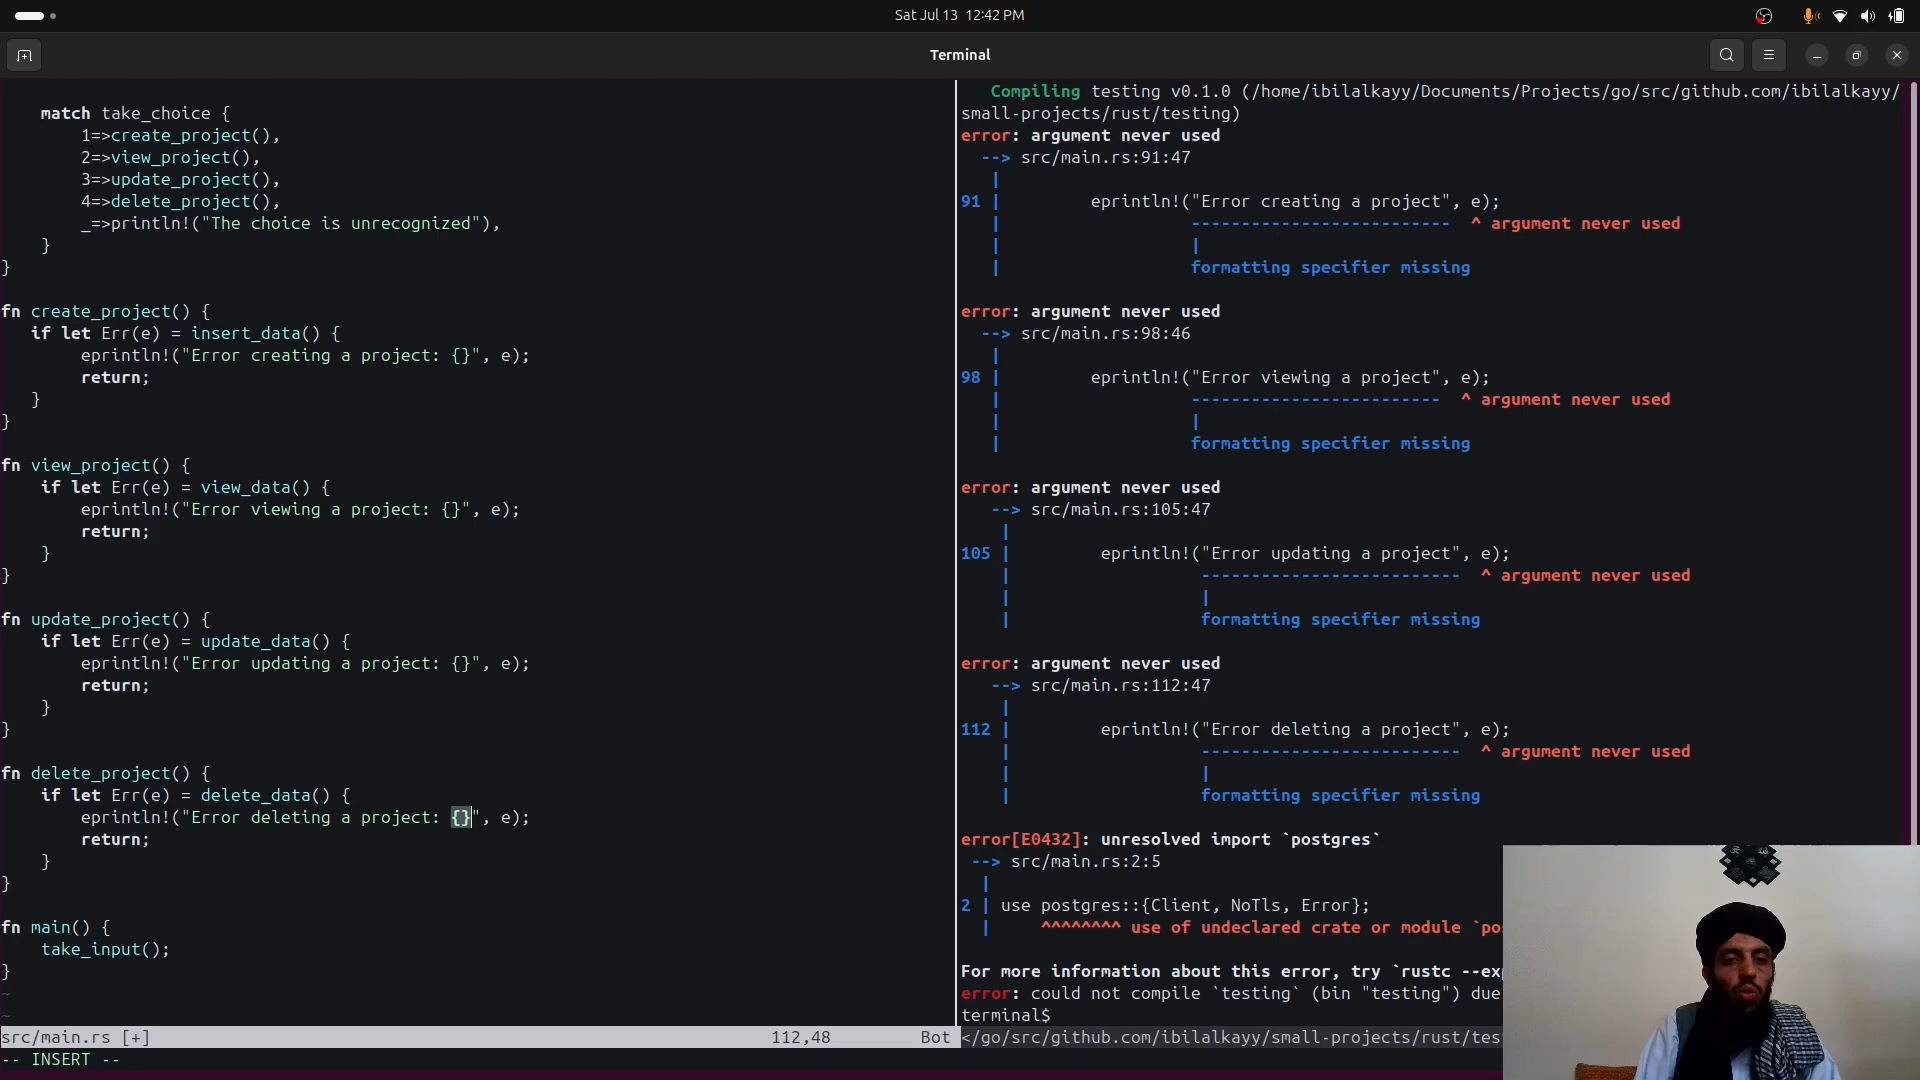 Sat Jul 13 12:42 PM
Terminal
match take_choice {
1=>create_project(),
2=>view_project(),
3=>update_project(),
4=>delete_project(),
_=>println!("The choice is unrecognized"),
}
}
fn create_project() {
if let Err(e) = insert_data() {
eprintln!("Error creating a project: {}", e);
return;
}
}
fn view_project() {
if let Err(e) = view_data() {
eprintln!("Error viewing a project: {}", e);
return;
}
}
fn update_project() {
if let Err(e) = update_data() {
eprintln!("Error updating a project: {}", e);
return;
}
}
fn delete_project() {
if let Err(e) = delete_data() {
eprintln!("Error deleting a project: {}", e);
return;
}
}
fn main() {
take_input();
}
~
~
src/main.rs [+] 112,48 Bot
-- INSERT --
Compiling testing v0.1.0 (/home/ibilalkayy/Documents/Projects/go/src/github.com/ibilalkayy/
small-projects/rust/testing)
error: argument never used
--> src/main.rs:91:47
|
91 | eprintln!("Error creating a project", e);
| -------------------------- ^ argument never used
| |
| formatting specifier missing
error: argument never used
--> src/main.rs:98:46
|
98 | eprintln!("Error viewing a project", e);
| ------------------------- ^ argument never used
| |
| formatting specifier missing
error: argument never used
--> src/main.rs:105:47
|
105 | eprintln!("Error updating a project", e);
| -------------------------- ^ argument never used
| |
| formatting specifier missing
error: argument never used
--> src/main.rs:112:47
|
112 | eprintln!("Error deleting a project", e);
| -------------------------- ^ argument never used
| |
| formatting specifier missing
error[E0432]: unresolved import `postgres`
--> src/main.rs:2:5
|
2 | use postgres::{Client, NoTls, Error};
| ^^^^^^^^ use of undeclared crate or module `po
For more information about this error, try `rustc --ex
error: could not compile `testing` (bin "testing") due
terminal$
</go/src/github.com/ibilalkayy/small-projects/rust/tes